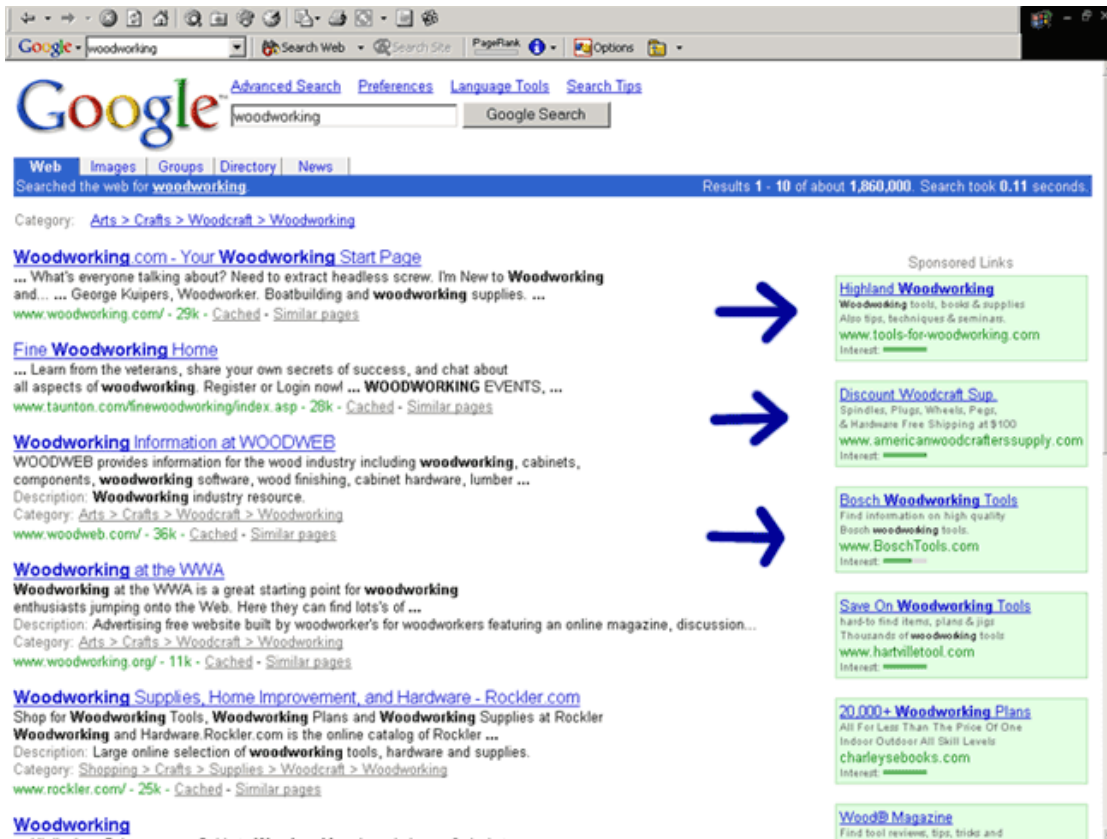 Google woodworking Search Web Search Site PageRank Options
Google Advanced Search Preferences Language Tools Search Tips
woodworking Google Search
Web Images Groups Directory News
Searched the web for woodworking. Results 1 - 10 of about 1,860,000. Search took 0.11 seconds.
Category: Arts > Crafts > Woodcraft > Woodworking
Woodworking.com - Your Woodworking Start Page
... What's everyone talking about? Need to extract headless screw. I'm New to Woodworking
and... ... George Kuipers, Woodworker. Boatbuilding and woodworking supplies. ...
www.woodworking.com/ - 29k - Cached - Similar pages
Fine Woodworking Home
... Learn from the veterans, share your own secrets of success, and chat about
all aspects of woodworking. Register or Login now! ... WOODWORKING EVENTS, ...
www.taunton.com/finewoodworking/index.asp - 28k - Cached - Similar pages
Woodworking Information at WOODWEB
WOODWEB provides information for the wood industry including woodworking, cabinets,
components, woodworking software, wood finishing, cabinet hardware, lumber ...
Description: Woodworking industry resource.
Category: Arts > Crafts > Woodcraft > Woodworking
www.woodweb.com/ - 36k - Cached - Similar pages
Woodworking at the WWA
Woodworking at the WWA is a great starting point for woodworking
enthusiasts jumping onto the Web. Here they can find lots's of ...
Description: Advertising free website built by woodworker's for woodworkers featuring an online magazine, discussion...
Category: Arts > Crafts > Woodcraft > Woodworking
www.woodworking.org/ - 11k - Cached - Similar pages
Woodworking Supplies, Home Improvement, and Hardware - Rockler.com
Shop for Woodworking Tools, Woodworking Plans and Woodworking Supplies at Rockler
Woodworking and Hardware.Rockler.com is the online catalog of Rockler ...
Description: Large online selection of woodworking tools, hardware and supplies.
Category: Shopping > Crafts > Supplies > Woodcraft > Woodworking
www.rockler.com/ - 25k - Cached - Similar pages
Woodworking
Sponsored Links
Highland Woodworking
Woodworking tools, books & supplies
Also tips, techniques & seminars.
www.tools-for-woodworking.com
Interest:
Discount Woodcraft Sup.
Spindles, Plugs, Wheels, Pegs,
& Hardware Free Shipping at $100
www.americanwoodcrafterssupply.com
Interest:
Bosch Woodworking Tools
Find information on high quality
Bosch woodworking tools.
www.BoschTools.com
Interest:
Save On Woodworking Tools
hard-to find items, plans & jigs
Thousands of woodworking tools
www.hartvilletool.com
Interest:
20,000+ Woodworking Plans
All For Less Than The Price Of One
Indoor Outdoor All Skill Levels
charleysebooks.com
Interest:
Wood® Magazine
Find tool reviews, tips, tricks and